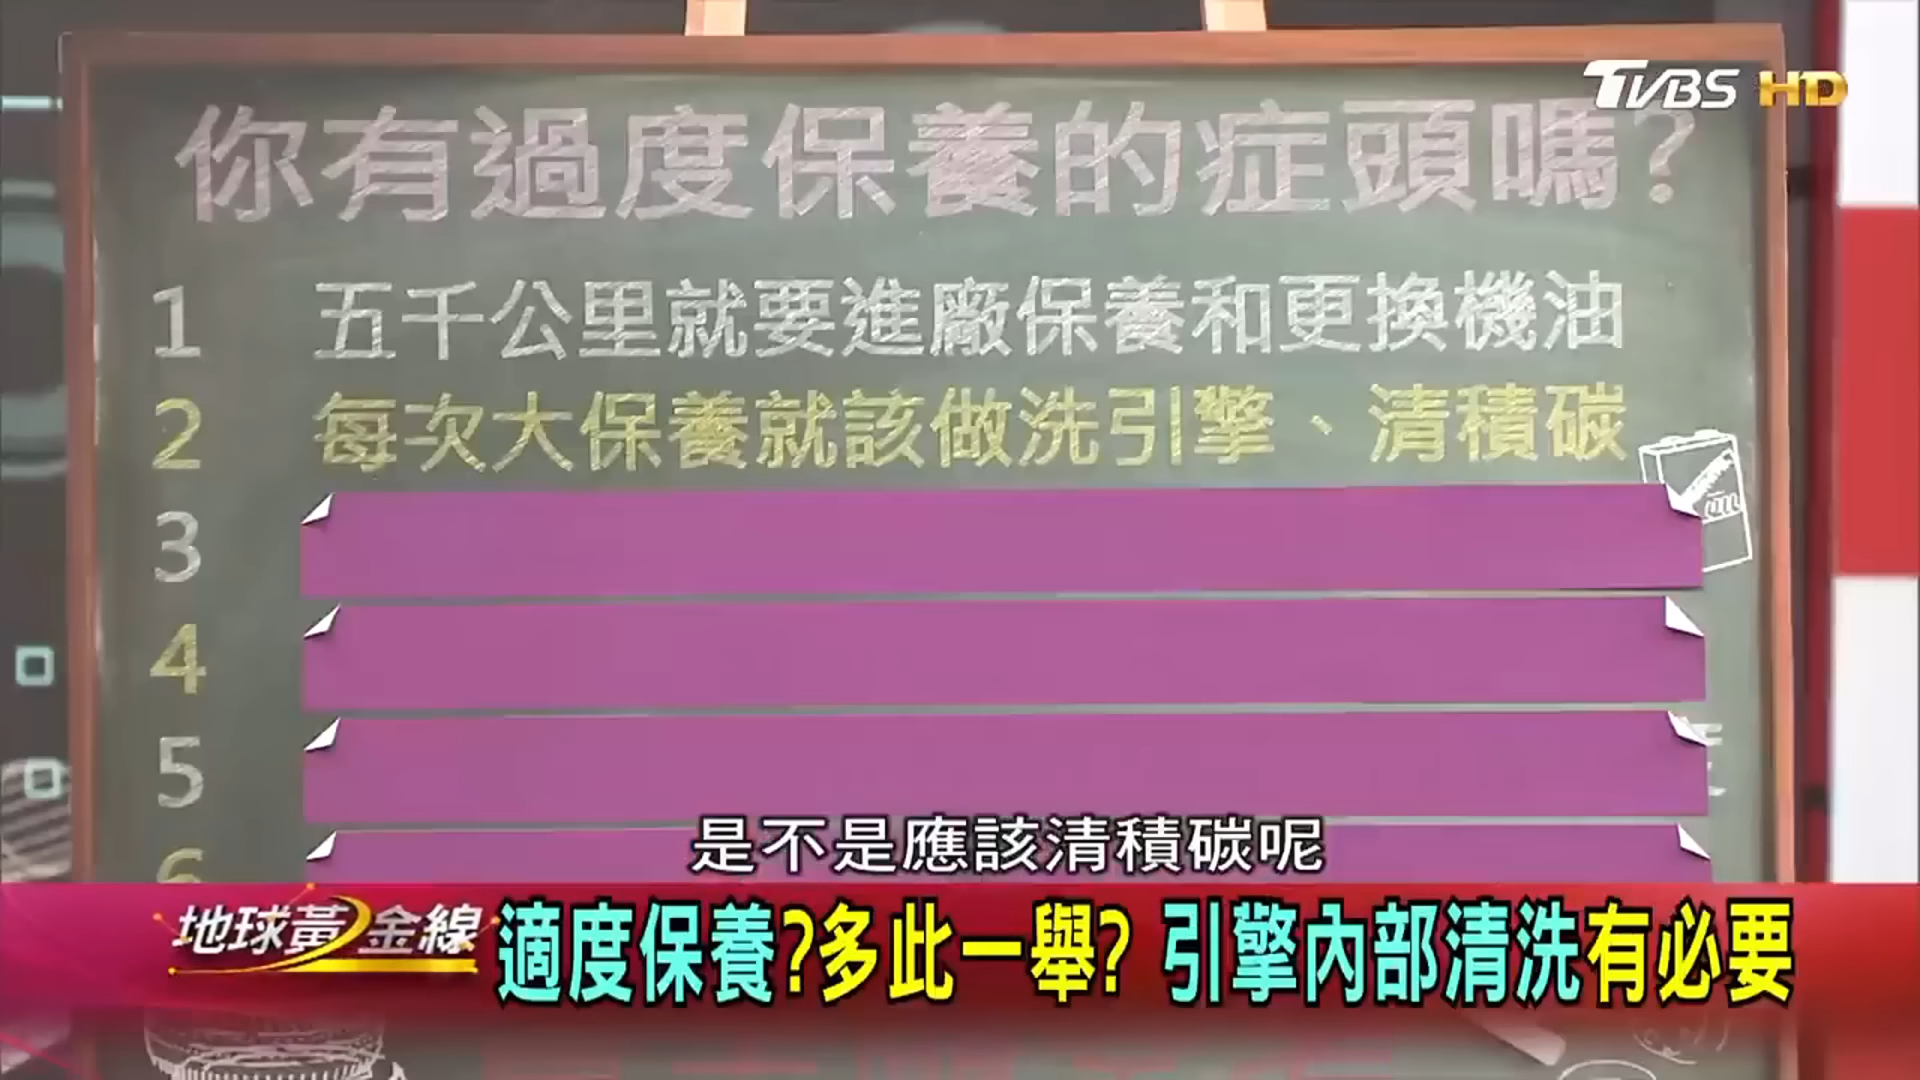 TVBS HD
你有過度保養的症頭嗎?
1 五千公里就要進廠保養和更換機油
2 每次大保養就該做洗引擎、清積碳
3
4
5
6
是不是應該清積碳呢
地球黃金線 適度保養?多此一舉? 引擎內部清洗有必要